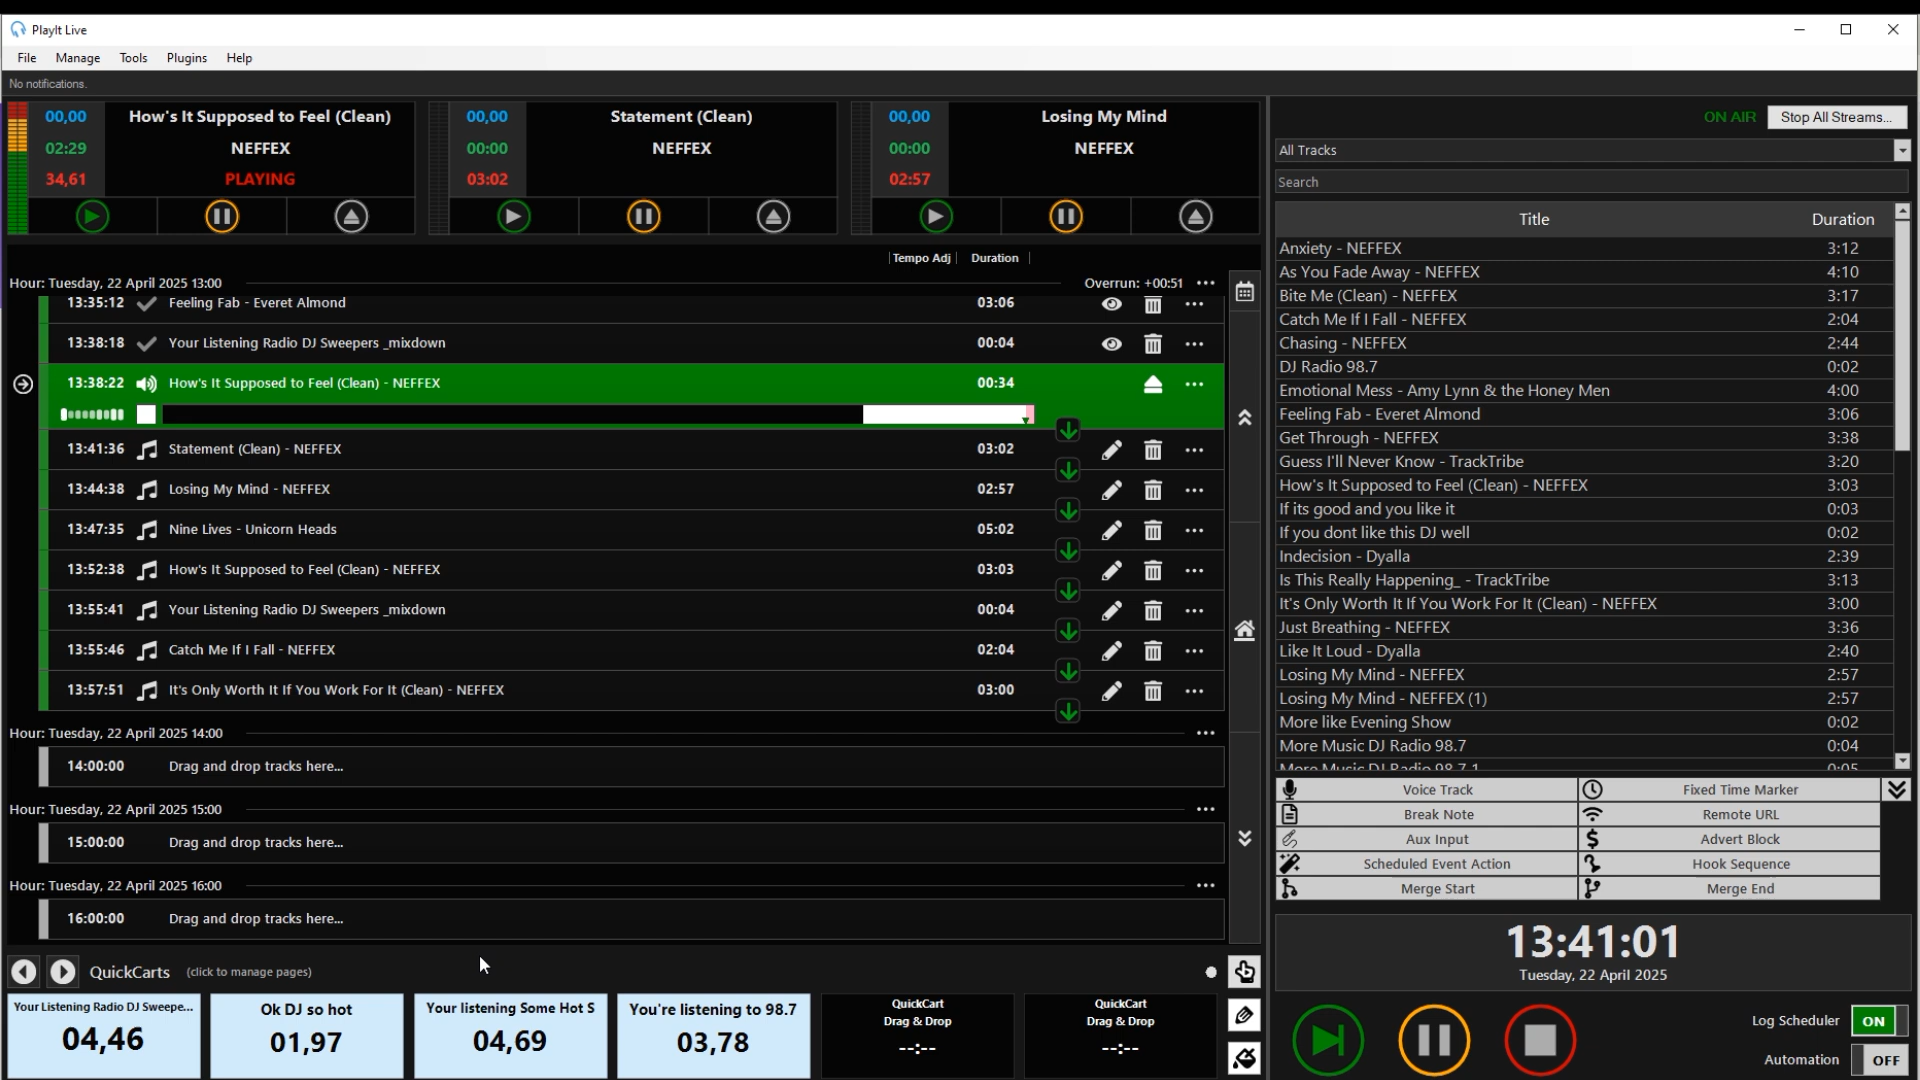 PlayIt Live
File Manage Tools Plugins Help
No notifications.
00,00 How's It Supposed to Feel (Clean)
02:29 NEFFEX
34,61 PLAYING
00,00 Statement (Clean)
00:00 NEFFEX
03:02
00,00 Losing My Mind
00:00 NEFFEX
02:57
Tempo Adj Duration
Hour: Tuesday, 22 April 2025 13:00 Overrun: +00:51 ...
13:35:12 Feeling Fab - Everet Almond 03:06 ...
13:38:18 Your Listening Radio DJ Sweepers _mixdown 00:04 ...
13:38:22 How's It Supposed to Feel (Clean) - NEFFEX 00:34 ...
13:41:36 Statement (Clean) - NEFFEX 03:02 ...
13:44:38 Losing My Mind - NEFFEX 02:57 ...
13:47:35 Nine Lives - Unicorn Heads 05:02 ...
13:52:38 How's It Supposed to Feel (Clean) - NEFFEX 03:03 ...
13:55:41 Your Listening Radio DJ Sweepers _mixdown 00:04 ...
13:55:46 Catch Me If I Fall - NEFFEX 02:04 ...
13:57:51 It's Only Worth It If You Work For It (Clean) - NEFFEX 03:00 ...
Hour: Tuesday, 22 April 2025 14:00 ...
14:00:00 Drag and drop tracks here...
Hour: Tuesday, 22 April 2025 15:00 ...
15:00:00 Drag and drop tracks here...
Hour: Tuesday, 22 April 2025 16:00 ...
16:00:00 Drag and drop tracks here...
QuickCarts (click to manage pages)
Your Listening Radio DJ Sweepe...
04,46
Ok DJ so hot
01,97
Your listening Some Hot S
04,69
You're listening to 98.7
03,78
QuickCart
Drag & Drop
--:--
QuickCart
Drag & Drop
--:--
ON AIR Stop All Streams...
All Tracks
Search
Title Duration
Anxiety - NEFFEX 3:12
As You Fade Away - NEFFEX 4:10
Bite Me (Clean) - NEFFEX 3:17
Catch Me If I Fall - NEFFEX 2:04
Chasing - NEFFEX 2:44
DJ Radio 98.7 0:02
Emotional Mess - Amy Lynn & the Honey Men 4:00
Feeling Fab - Everet Almond 3:06
Get Through - NEFFEX 3:38
Guess I'll Never Know - TrackTribe 3:20
How's It Supposed to Feel (Clean) - NEFFEX 3:03
If its good and you like it 0:03
If you dont like this DJ well 0:02
Indecision - Dyalla 2:39
Is This Really Happening_ - TrackTribe 3:13
It's Only Worth It If You Work For It (Clean) - NEFFEX 3:00
Just Breathing - NEFFEX 3:36
Like It Loud - Dyalla 2:40
Losing My Mind - NEFFEX 2:57
Losing My Mind - NEFFEX (1) 2:57
More like Evening Show 0:02
More Music DJ Radio 98.7 0:04
More Music DJ Radio 98.7 1 0:05
Voice Track Fixed Time Marker
Break Note Remote URL
Aux Input Advert Block
Scheduled Event Action Hook Sequence
Merge Start Merge End
13:41:01
Tuesday, 22 April 2025
Log Scheduler ON
Automation OFF